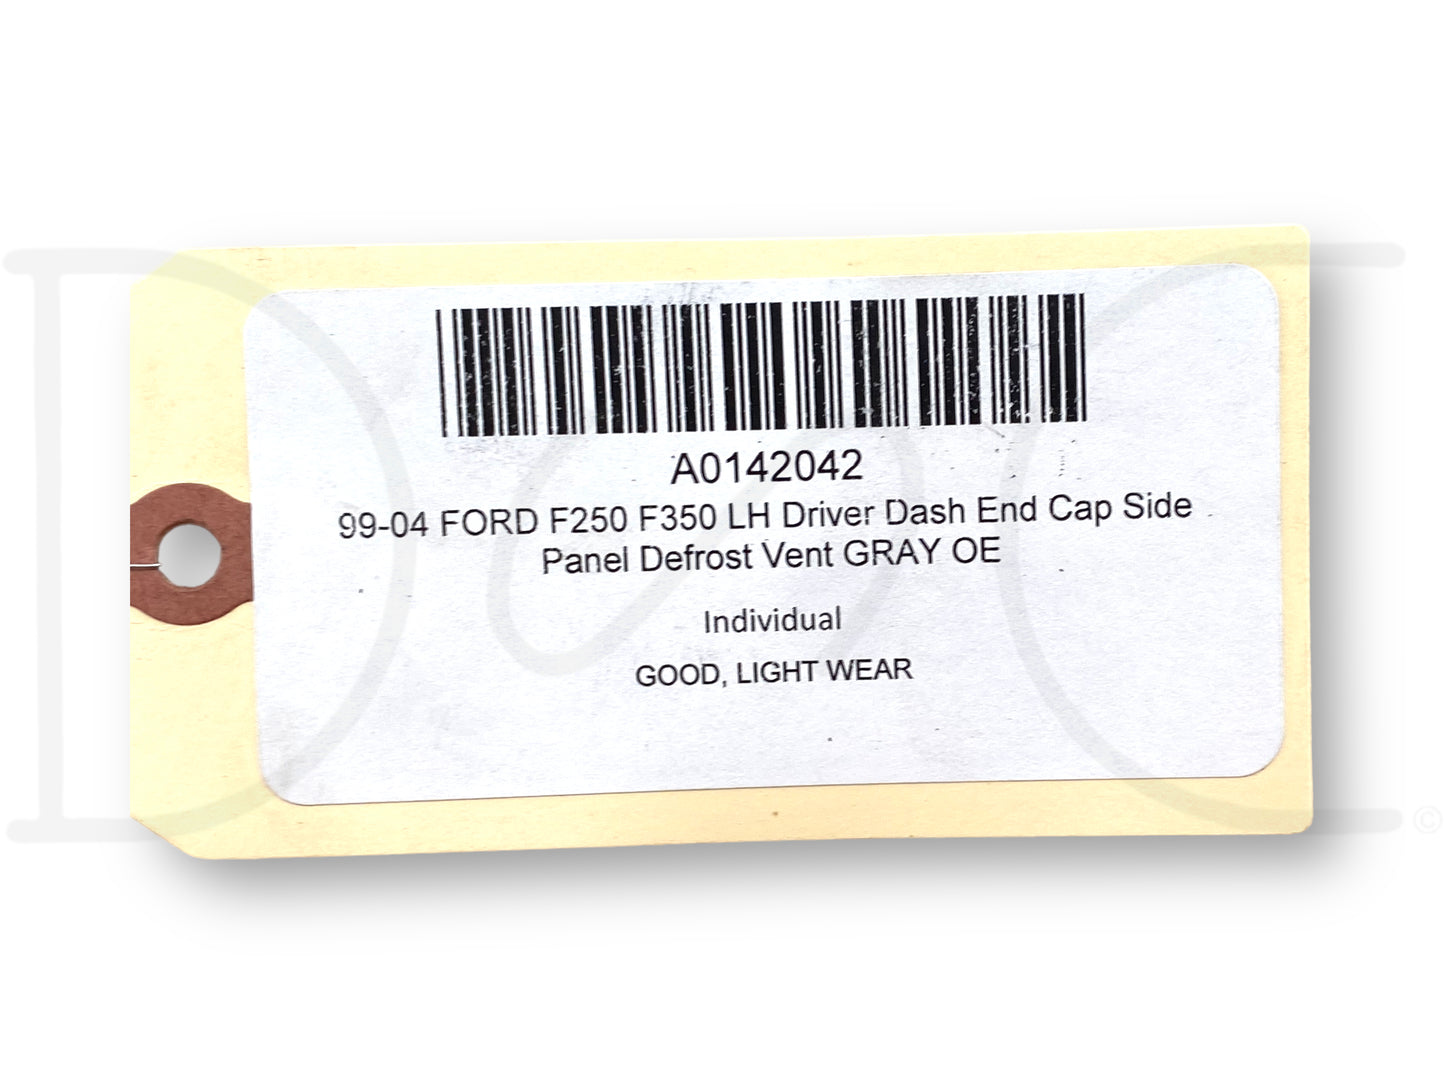 A0142042
99-04 FORD F250 F350 LH Driver Dash End Cap Side
Panel Defrost Vent GRAY OE
Individual
GOOD, LIGHT WEAR
©